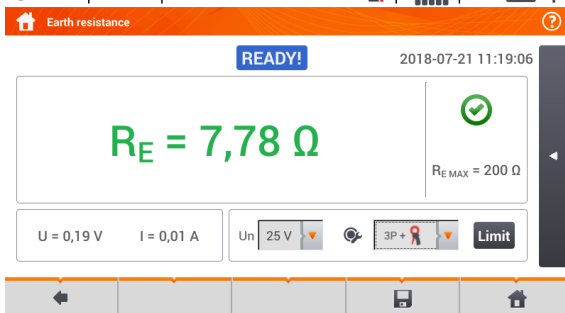 Earth resistance
?
READY!
2018-07-21 11:19:06
RE = 7,78 Ω
RE MAX = 200 Ω
U = 0,19 V I = 0,01 A Un 25 V 3P + Limit